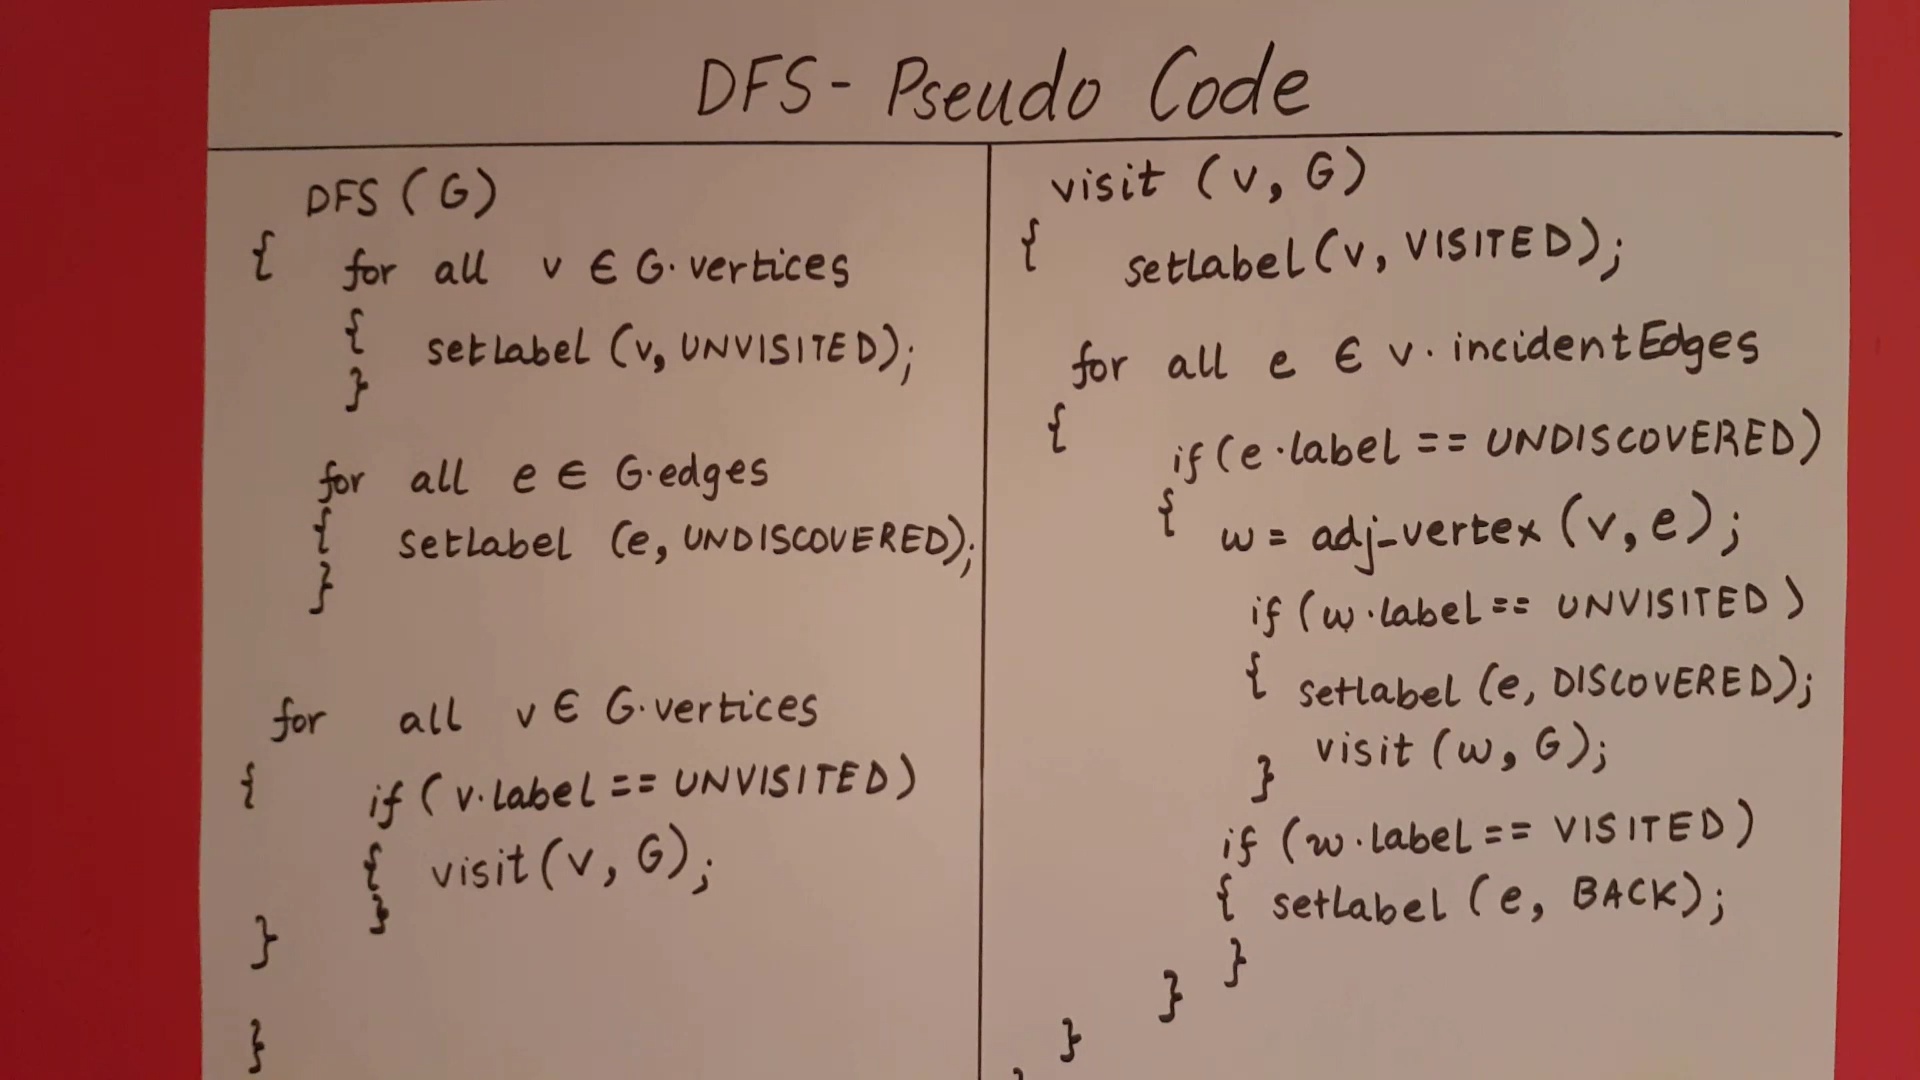 DFS - Pseudo Code
DFS (G)
{ for all v ∈ G.vertices
{ setLabel (v, UNVISITED);
}
for all e ∈ G.edges
{ setLabel (e, UNDISCOVERED);
}
for all v ∈ G.vertices
{ if (v.label == UNVISITED)
{ visit (v, G);
}
}
}
visit (v, G)
{ setlabel (v, VISITED);
for all e ∈ v.incidentEdges
{ if (e.label == UNDISCOVERED)
{ w = adj_vertex (v, e);
if (w.label == UNVISITED)
{ setlabel (e, DISCOVERED);
visit (w, G);
}
if (w.label == VISITED)
{ setLabel (e, BACK);
}
}
}